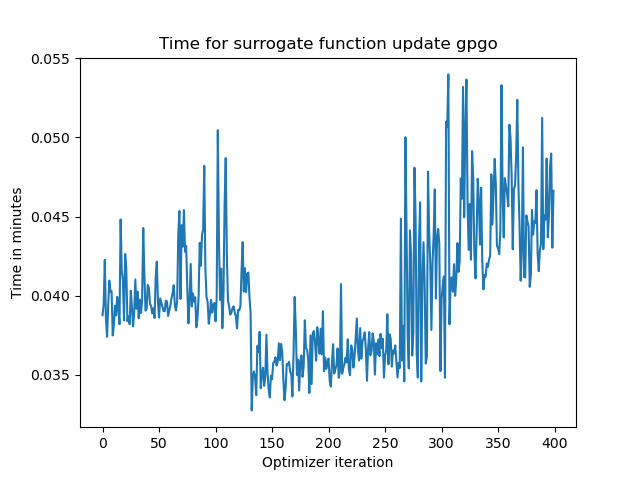 Time for surrogate function update gpgo
0.055
0.050
0.045
0.040
0.035
Time in minutes
0 50 100 150 200 250 300 350 400
Optimizer iteration